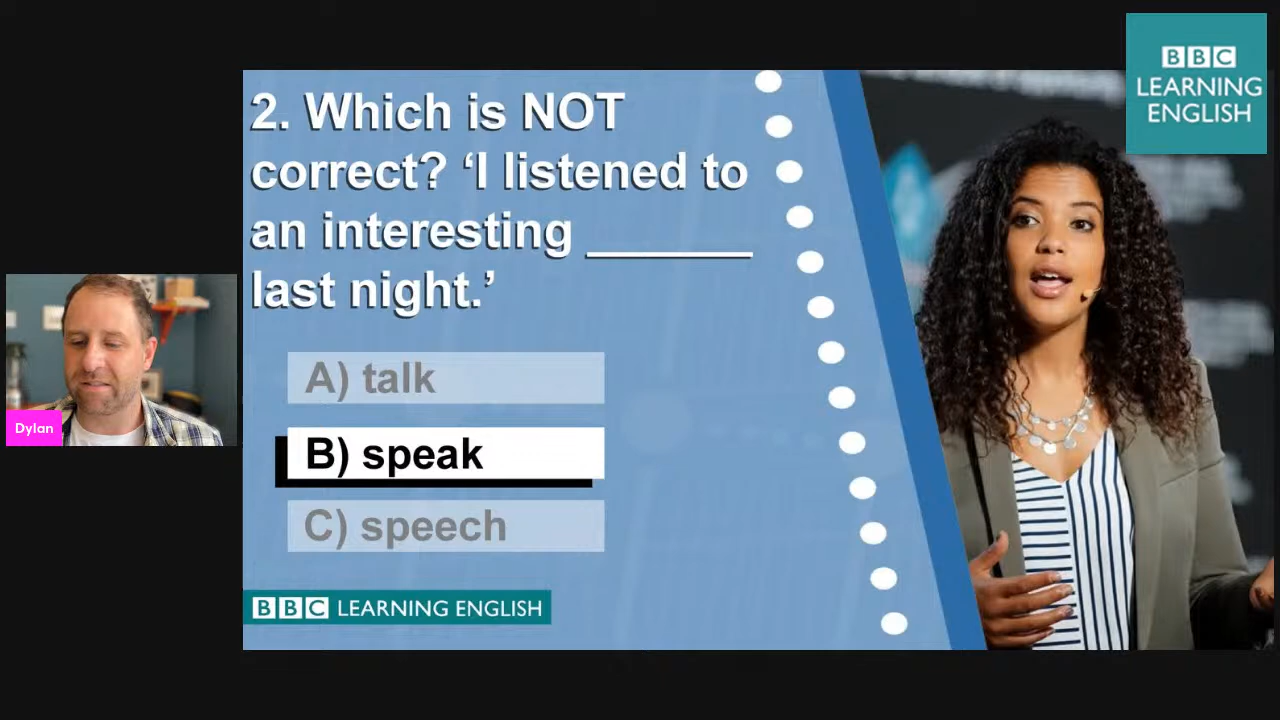 BBC
LEARNING
ENGLISH
2. Which is NOT
correct? ‘I listened to
an interesting ______
last night.’
A) talk
B) speak
C) speech
Dylan
BBC LEARNING ENGLISH